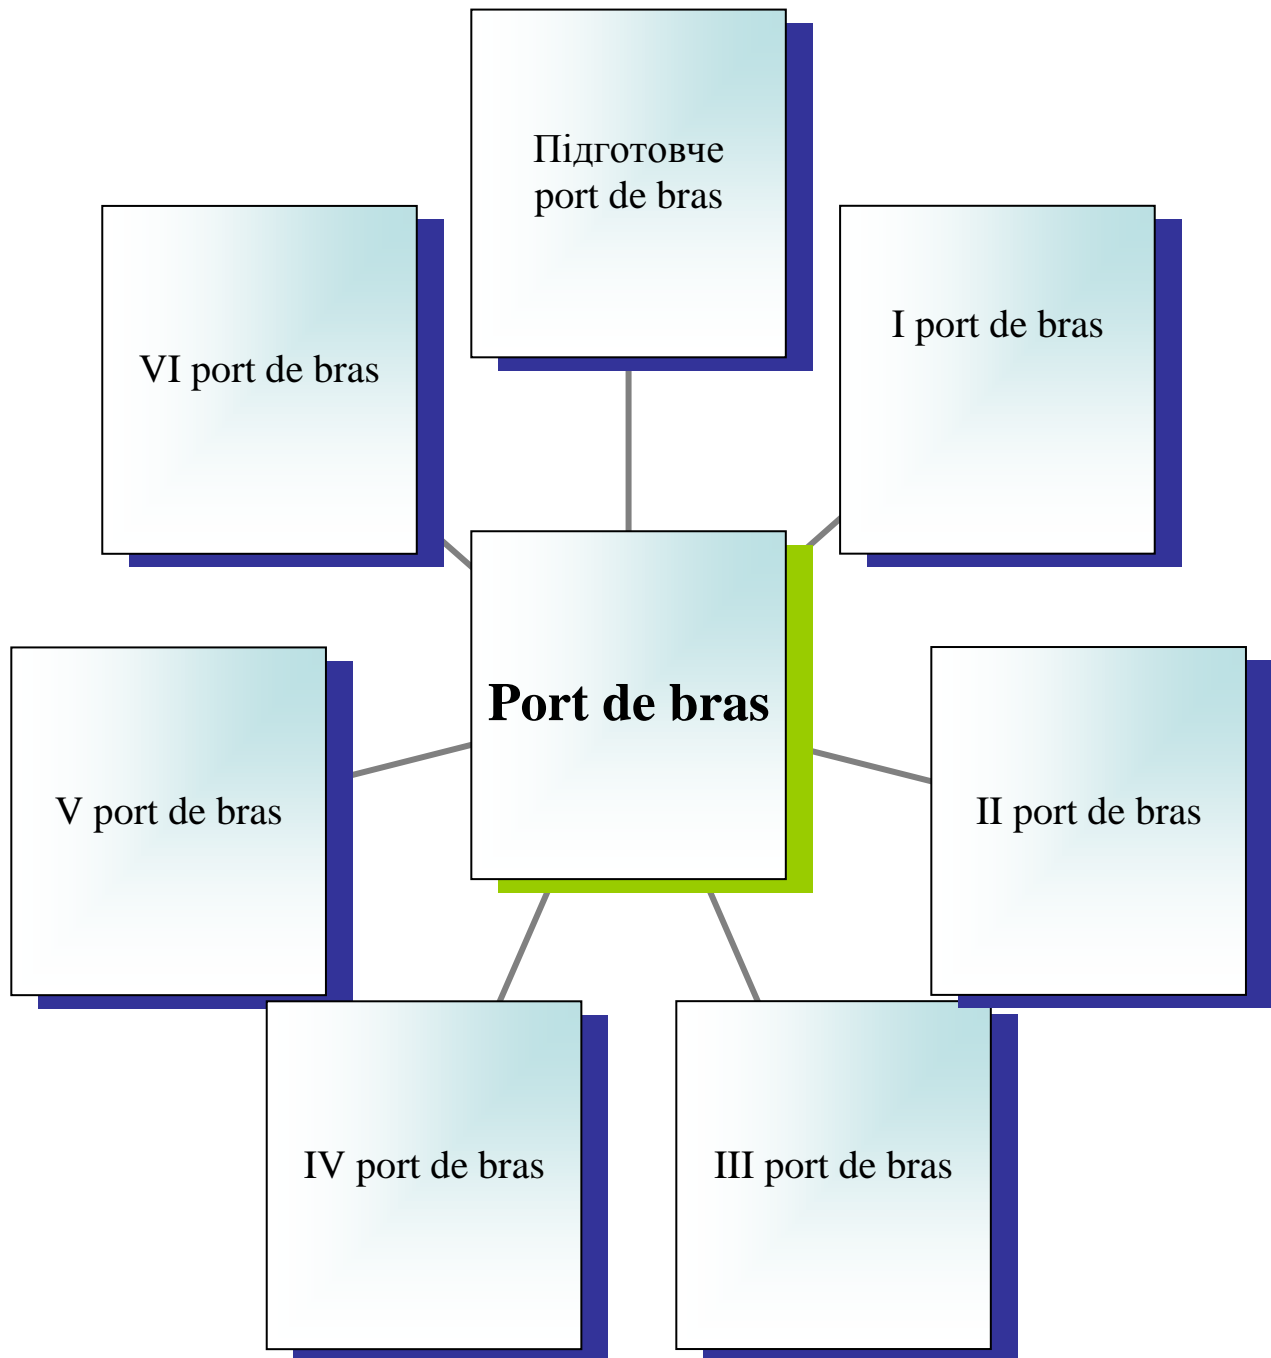 Підготовче
port de bras
I port de bras
VI port de bras
Port de bras
V port de bras
II port de bras
IV port de bras
III port de bras